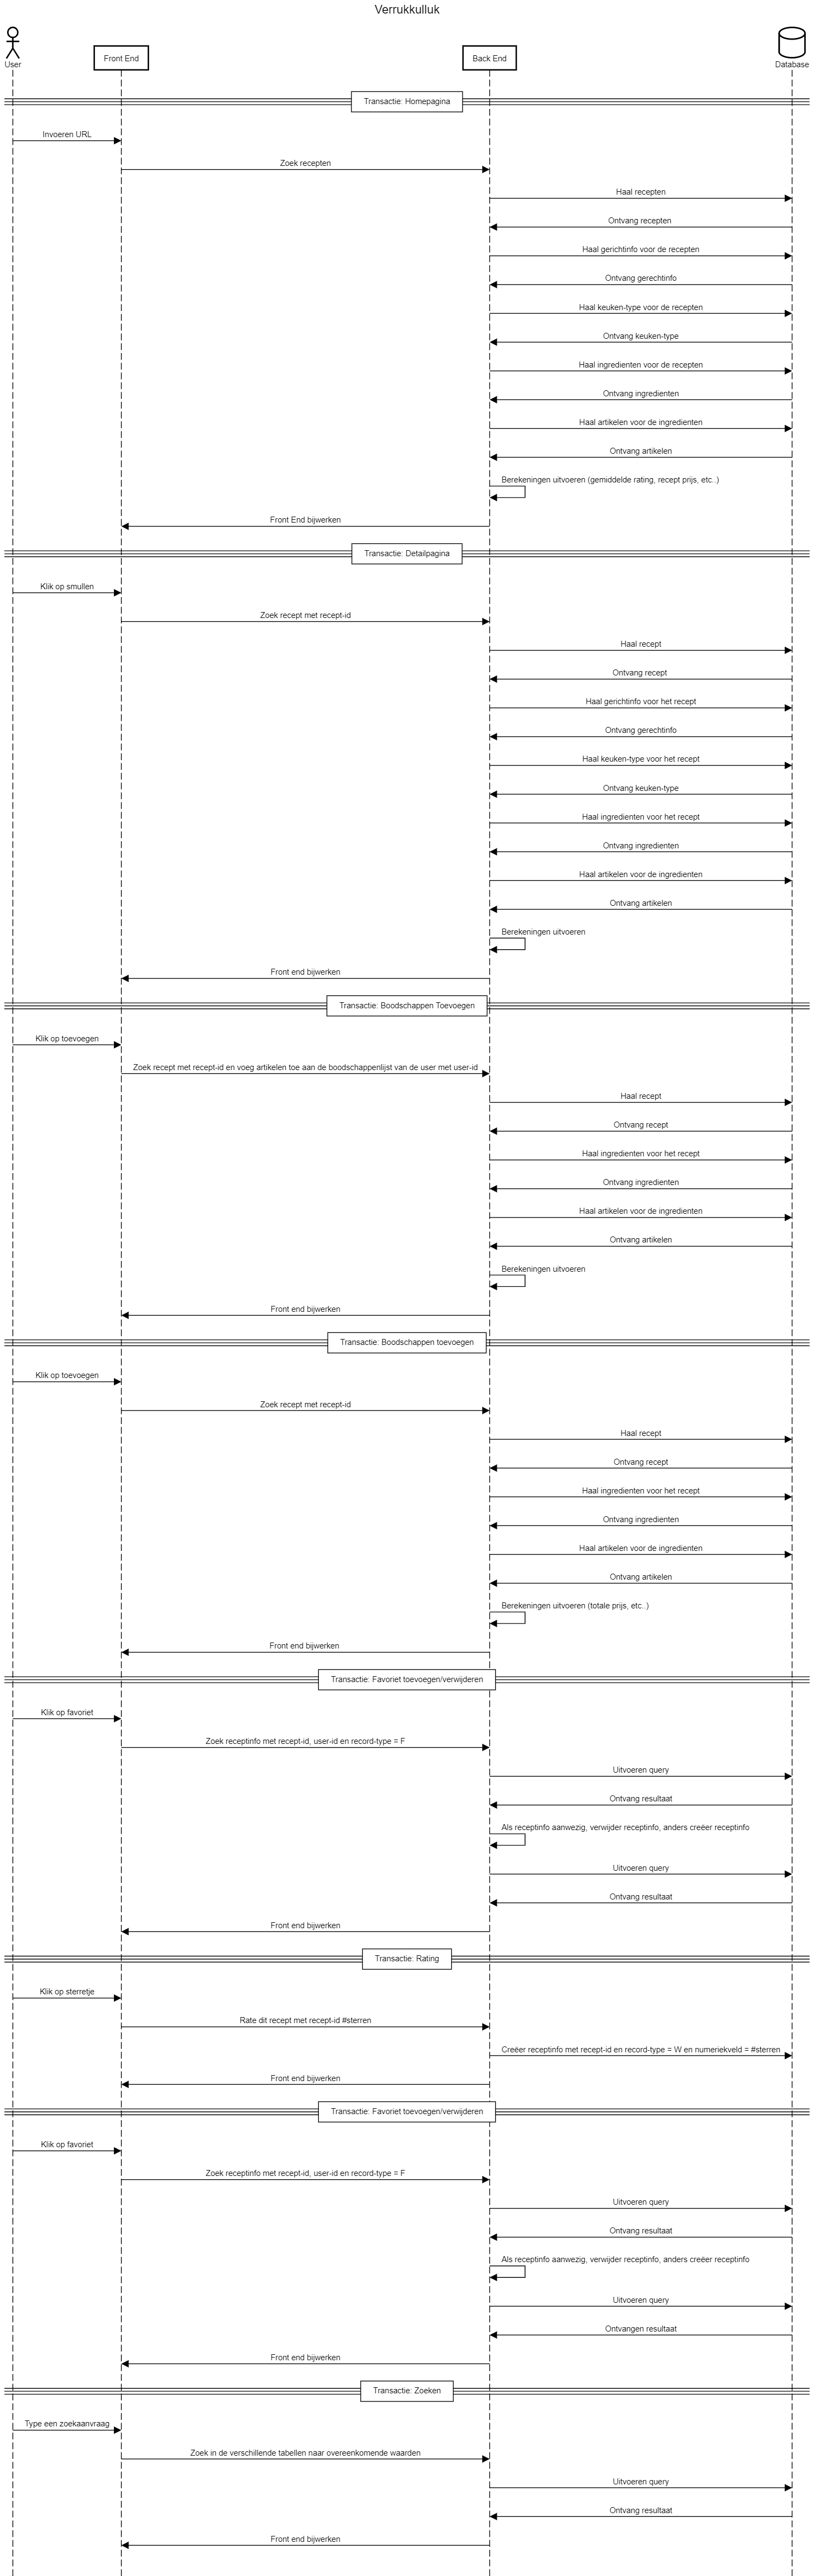 Verrukkulluk
User
Front End
Back End
Database
Transactie: Homepagina
Invoeren URL
Zoek recepten
Haal recepten
Ontvang recepten
Haal gerichtinfo voor de recepten
Ontvang gerechtinfo
Haal keuken-type voor de recepten
Ontvang keuken-type
Haal ingredienten voor de recepten
Ontvang ingredienten
Haal artikelen voor de ingredienten
Ontvang artikelen
Berekeningen uitvoeren (gemiddelde rating, recept prijs, etc..)
Front End bijwerken
Transactie: Detailpagina
Klik op smullen
Zoek recept met recept-id
Haal recept
Ontvang recept
Haal gerichtinfo voor het recept
Ontvang gerechtinfo
Haal keuken-type voor het recept
Ontvang keuken-type
Haal ingredienten voor het recept
Ontvang ingredienten
Haal artikelen voor de ingredienten
Ontvang artikelen
Berekeningen uitvoeren
Front end bijwerken
Transactie: Boodschappen Toevoegen
Klik op toevoegen
Zoek recept met recept-id en voeg artikelen toe aan de boodschappenlijst van de user met user-id
Haal recept
Ontvang recept
Haal ingredienten voor het recept
Ontvang ingredienten
Haal artikelen voor de ingredienten
Ontvang artikelen
Berekeningen uitvoeren
Front end bijwerken
Transactie: Boodschappen toevoegen
Klik op toevoegen
Zoek recept met recept-id
Haal recept
Ontvang recept
Haal ingredienten voor het recept
Ontvang ingredienten
Haal artikelen voor de ingredienten
Ontvang artikelen
Berekeningen uitvoeren (totale prijs, etc..)
Front end bijwerken
Transactie: Favoriet toevoegen/verwijderen
Klik op favoriet
Zoek receptinfo met recept-id, user-id en record-type = F
Uitvoeren query
Ontvang resultaat
Als receptinfo aanwezig, verwijder receptinfo, anders creëer receptinfo
Uitvoeren query
Ontvang resultaat
Front end bijwerken
Transactie: Rating
Klik op sterretje
Rate dit recept met recept-id #sterren
Creëer receptinfo met recept-id en record-type = W en numeriekveld = #sterren
Front end bijwerken
Transactie: Favoriet toevoegen/verwijderen
Klik op favoriet
Zoek receptinfo met recept-id, user-id en record-type = F
Uitvoeren query
Ontvang resultaat
Als receptinfo aanwezig, verwijder receptinfo, anders creëer receptinfo
Uitvoeren query
Ontvangen resultaat
Front end bijwerken
Transactie: Zoeken
Type een zoekaanvraag
Zoek in de verschillende tabellen naar overeenkomende waarden
Uitvoeren query
Ontvang resultaat
Front end bijwerken